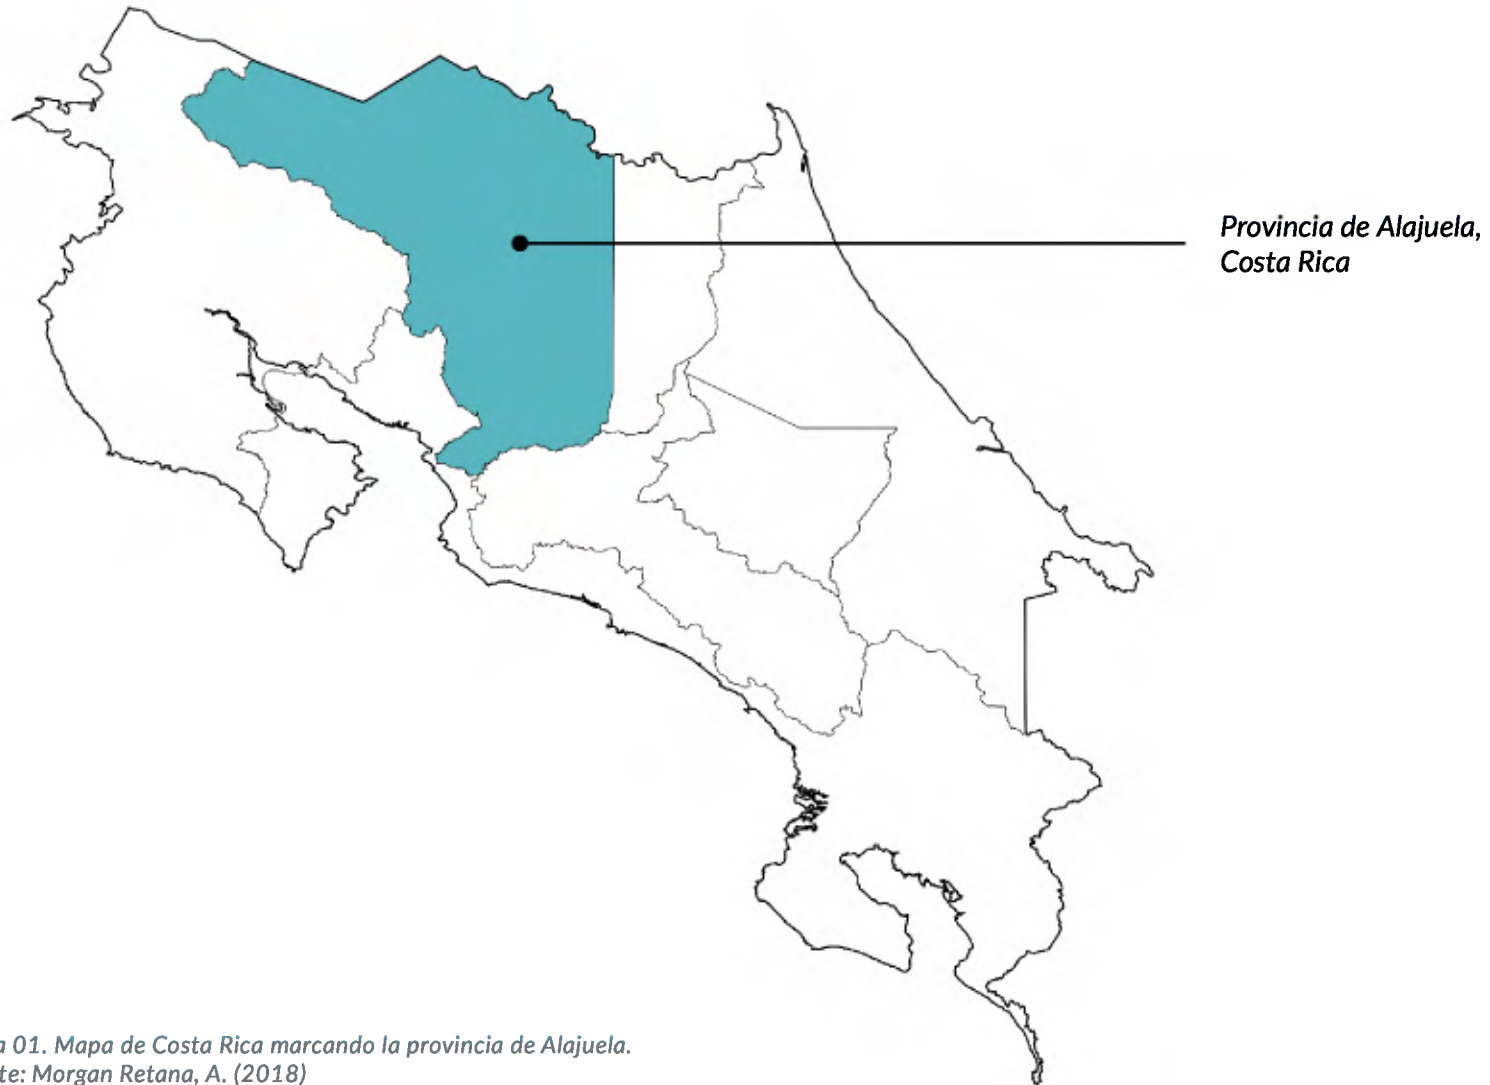 Provincia de Alajuela,
Costa Rica
a 01. Mapa de Costa Rica marcando la provincia de Alajuela.
te: Morgan Retana, A. (2018)